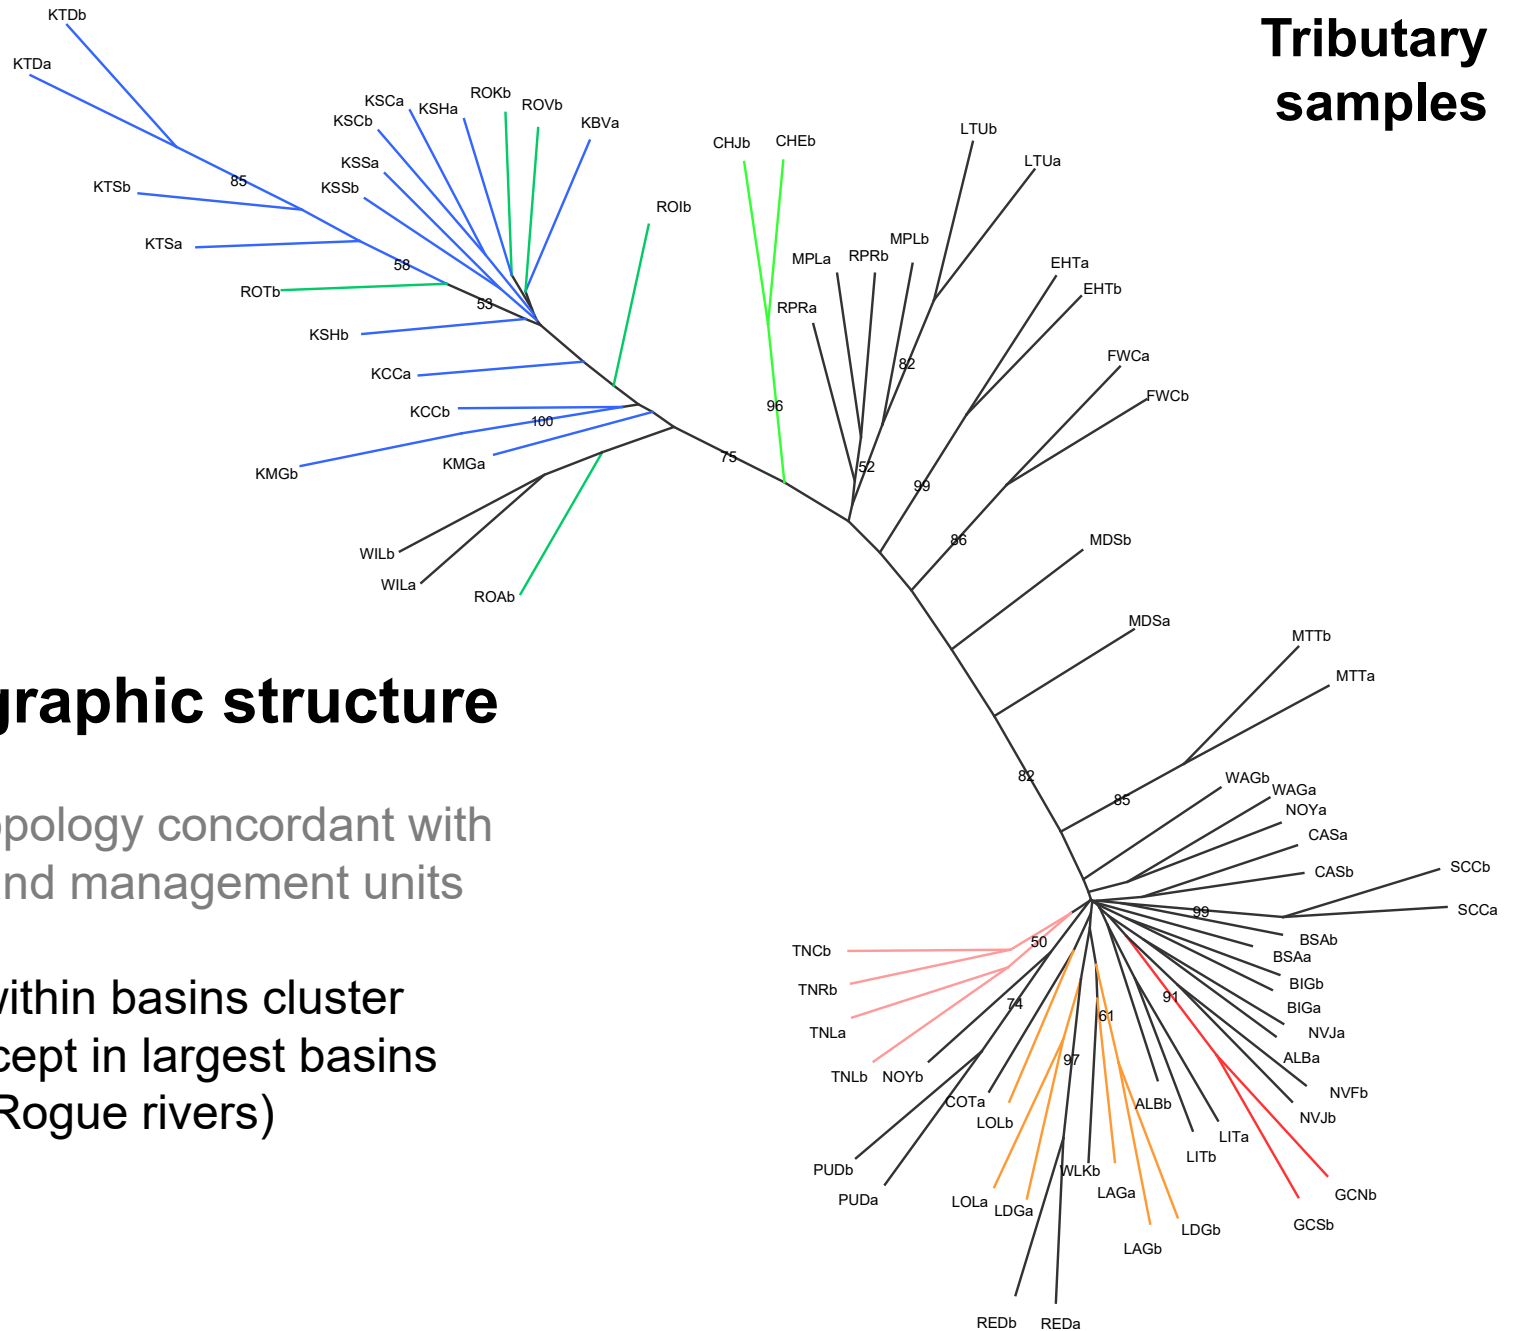 Tributary
samples
KTDb
KTDa
KSCa
KSCb
KSHa
ROKb
ROVb
KBVa
KSSa
KSSb
KTSb
85
KTSa
58
ROTb
53
KSHb
KCCa
KCCb
100
KMGb
KMGa
WILb
WILa
ROAb
ROIb
75
CHJb
CHEb
96
LTUb
LTUa
MPLa
RPRb
MPLb
RPRa
82
52
EHTa
EHTb
99
FWCa
FWCb
86
MDSb
MDSa
MTTb
MTTa
82
85
WAGb
WAGa
NOYa
CASa
CASb
SCCb
SCCa
99
BSAb
BSAa
BIGb
BIGa
NVJa
ALBa
NVFb
NVJb
91
GCNb
GCSb
LITa
LITb
ALBb
61
LDGb
LAGb
LAGa
WLKb
97
REDa
REDb
LDGa
LOLa
LOLb
COTa
NOYb
74
PUDb
PUDa
50
TNCb
TNRb
TNLa
TNLb
graphic structure
pology concordant with
nd management units
within basins cluster
cept in largest basins
Rogue rivers)